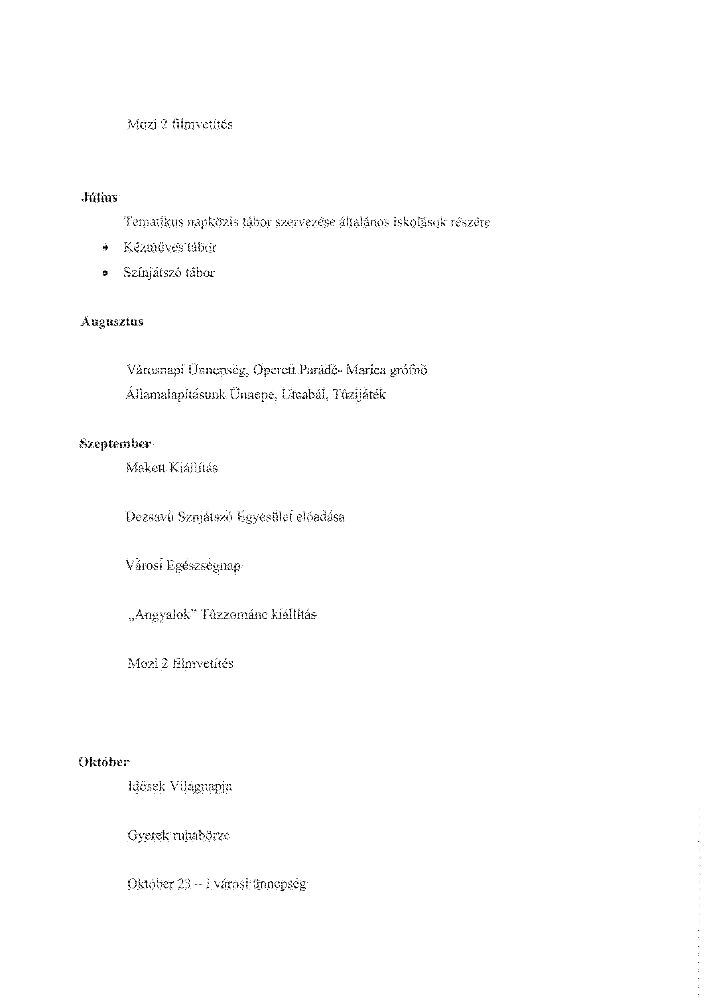 Mozi 2 filmvetítés
Július
Tematikus napközis tábor szervezése általános iskolások részére
• Kézműves tábor
• Színjátszó tábor
Augusztus
Városnapi Ünnepség, Operett Parádé- Marica grófnő
Államalapításunk Ünnepe, Utcabál, Tűzijáték
Szeptember
Makett Kiállítás
Dezsavű Sznjátszó Egyesület előadása
Városi Egészségnap
„Angyalok” Tűzzománc kiállítás
Mozi 2 filmvetítés
Október
Idősek Világnapja
Gyerek ruhabörze
Október 23 – i városi ünnepség